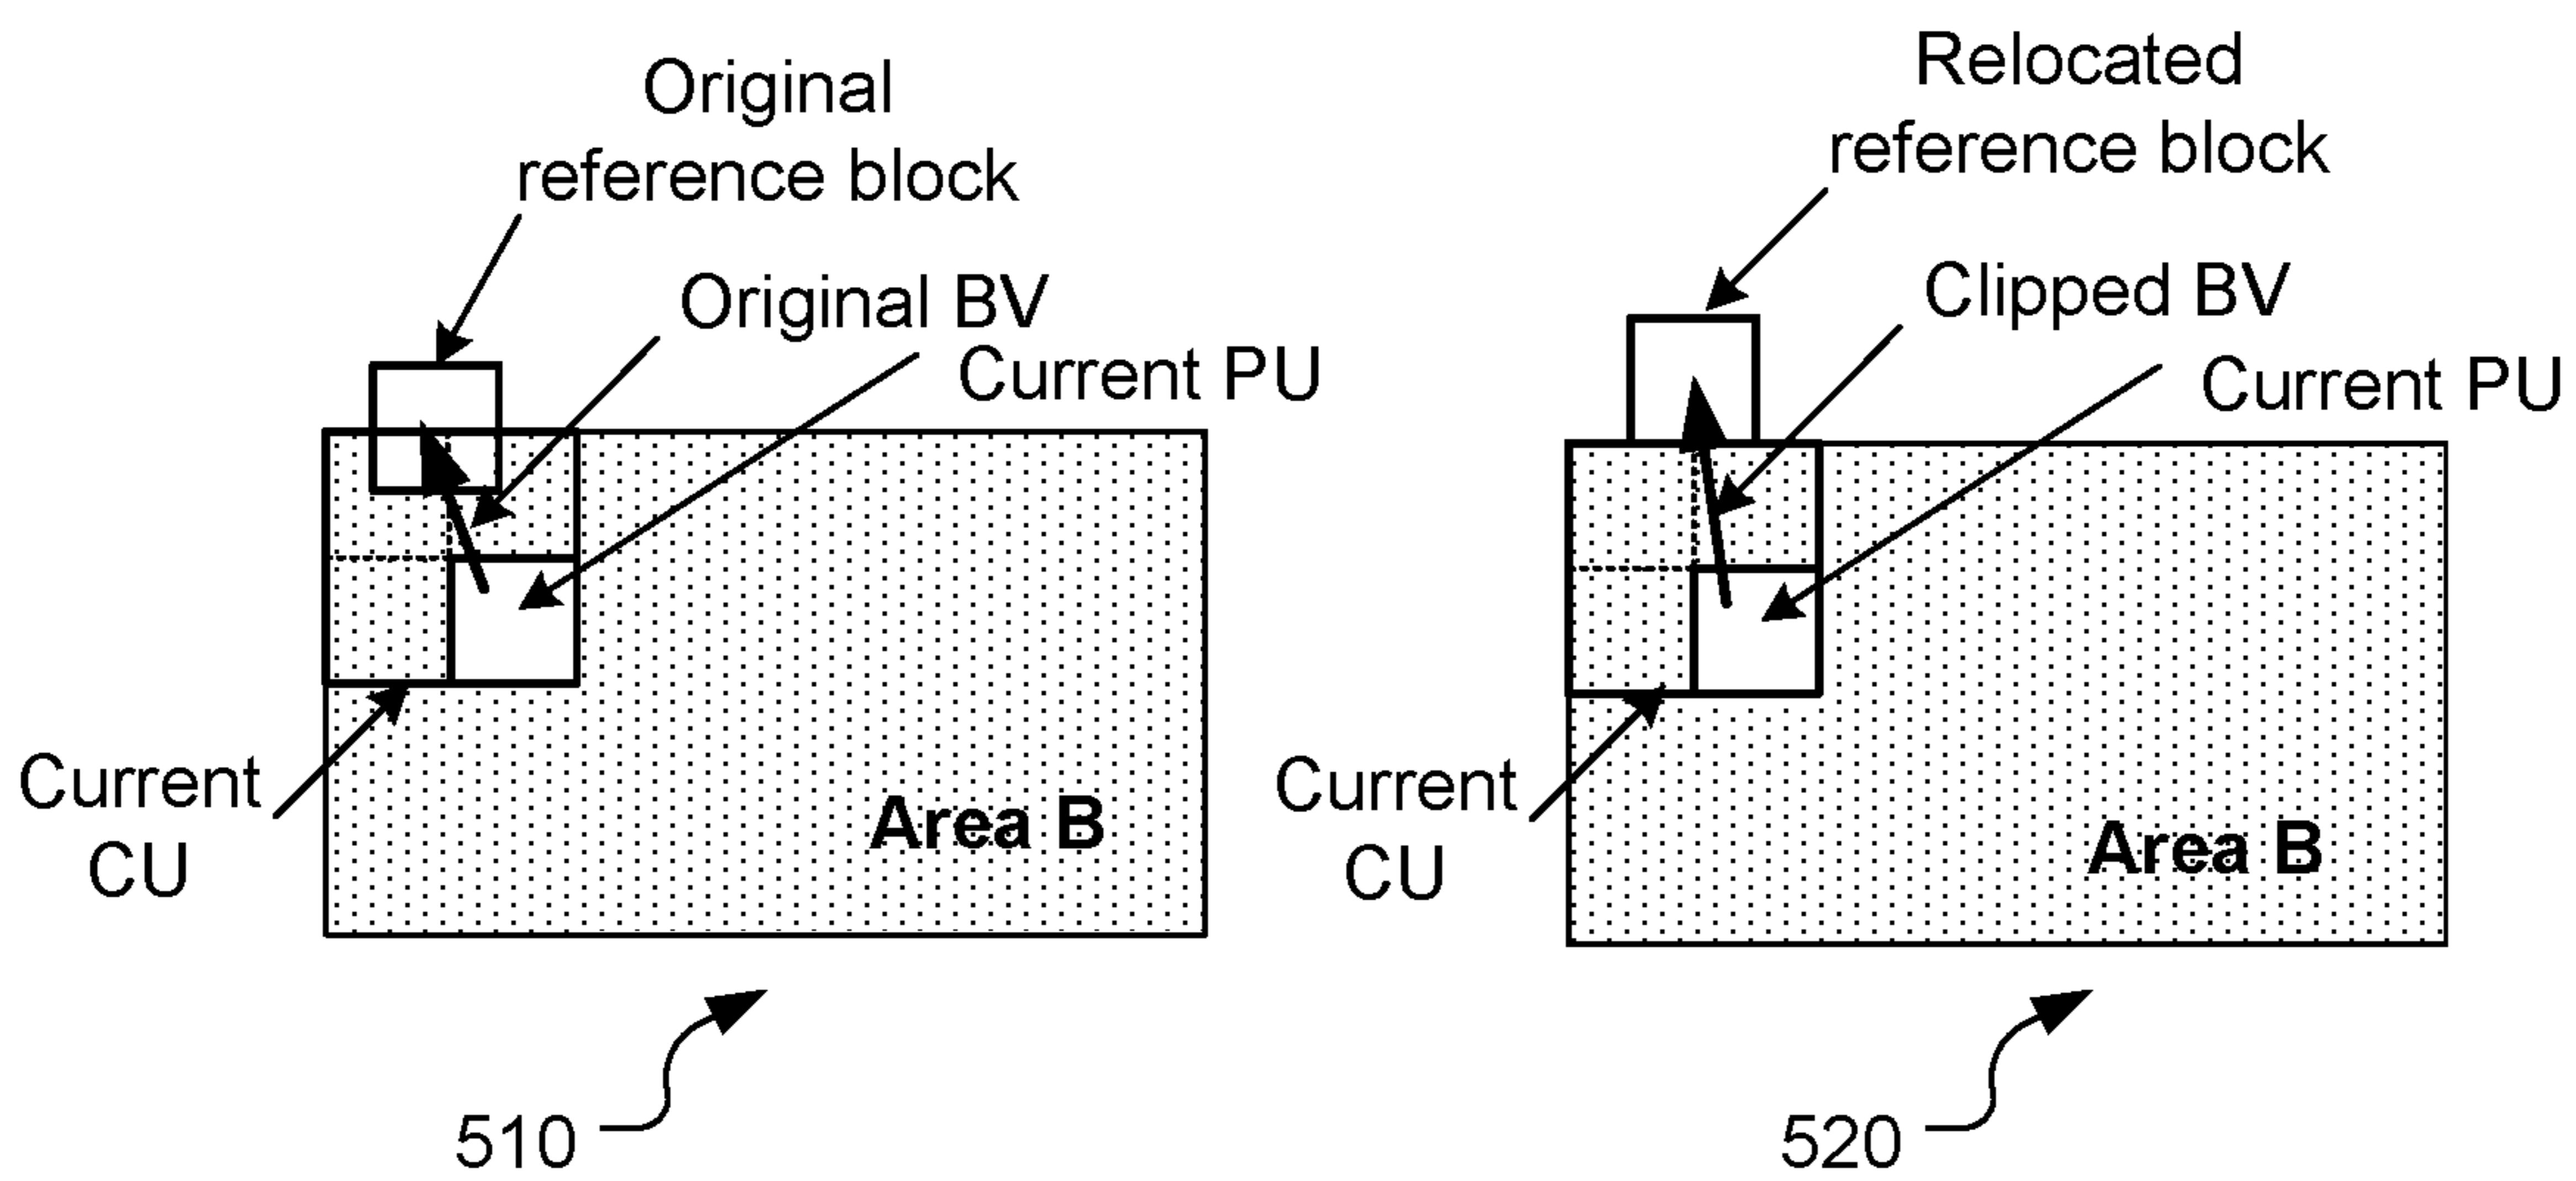 Original
reference block
Original BV
Current PU
Current
CU
Area B
510
Relocated
reference block
Clipped BV
Current PU
Current
CU
Area B
520